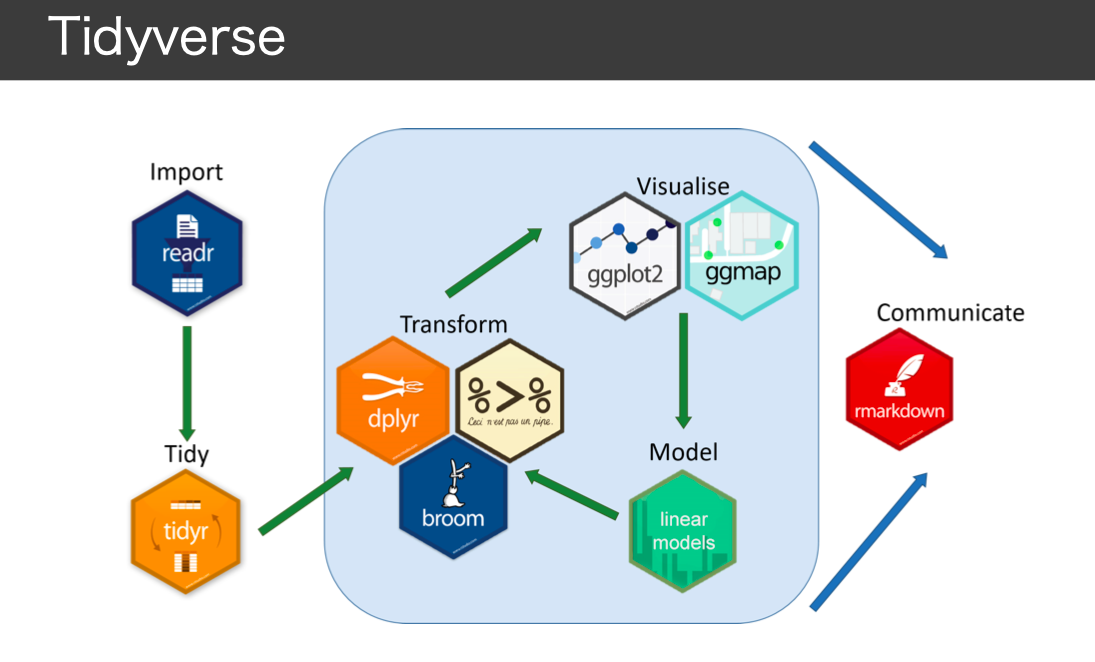 Tidyverse
Import
readr
Tidy
tidyr
Transform
dplyr
%>%
Ceci n'est pas un pipe.
broom
Visualise
ggplot2
ggmap
Model
linear
models
Communicate
rmarkdown